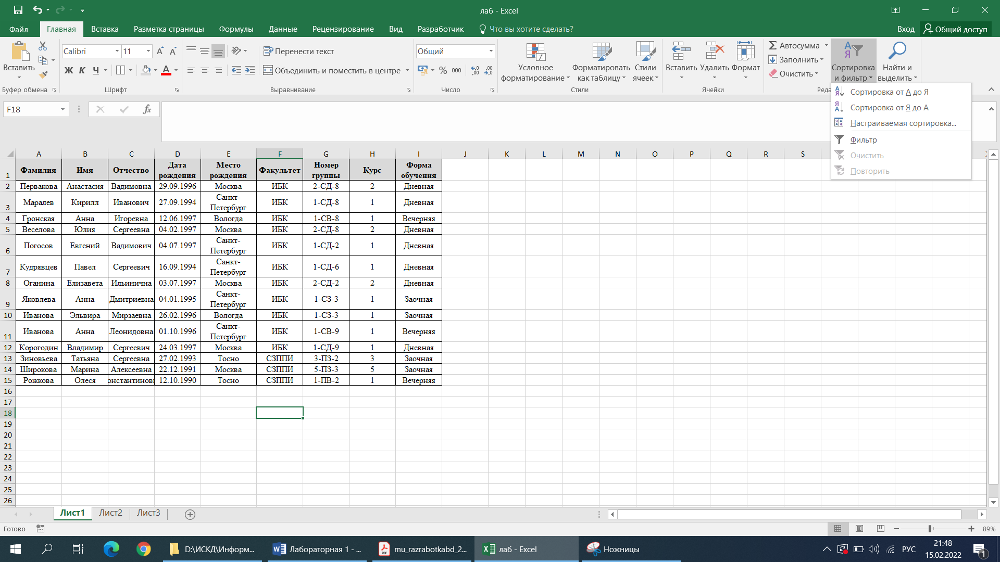 лаб - Excel
Файл Главная Вставка Разметка страницы Формулы Данные Рецензирование Вид Разработчик Что вы хотите сделать? Вход Общий доступ
Вставить
Calibri 11
Ж К Ч А
Перенести текст
Объединить и поместить в центре
Общий
% 000
Условное форматирование
Форматировать как таблицу
Стили ячеек
Вставить Удалить Формат
Автосумма
Заполнить
Очистить
Сортировка и фильтр
Найти и выделить
Буфер обмена Шрифт Выравнивание Число Стили Ячейки Реда
Сортировка от А до Я
Сортировка от Я до А
Настраиваемая сортировка...
Фильтр
Очистить
Повторить
F18 fx
A B C D E F G H I J K L M N O P Q R S
1 Фамилия Имя Отчество Дата рождения Место рождения Факультет Номер группы Курс Форма обучения
2 Первакова Анастасия Вадимовна 29.09.1996 Москва ИБК 2-СД-8 2 Дневная
3 Маралев Кирилл Иванович 27.09.1994 Санкт-Петербург ИБК 1-СД-8 1 Дневная
4 Гронская Анна Игоревна 12.06.1997 Вологда ИБК 1-СВ-8 1 Вечерняя
5 Веселова Юлия Сергеевна 04.02.1997 Москва ИБК 2-СД-8 2 Дневная
6 Погосов Евгений Вадимович 04.07.1997 Санкт-Петербург ИБК 1-СД-2 1 Дневная
7 Кудрявцев Павел Сергеевич 16.09.1994 Санкт-Петербург ИБК 1-СД-6 1 Дневная
8 Оганина Елизавета Ильинична 03.07.1997 Москва ИБК 2-СД-2 2 Дневная
9 Яковлева Анна Дмитриевна 04.01.1995 Санкт-Петербург ИБК 1-СЗ-3 1 Заочная
10 Иванова Эльвира Мирзаевна 26.02.1996 Вологда ИБК 1-СЗ-3 1 Заочная
11 Иванова Анна Леонидовна 01.10.1996 Санкт-Петербург ИБК 1-СВ-9 1 Вечерняя
12 Корогодин Владимир Сергеевич 24.03.1997 Москва ИБК 1-СД-9 1 Дневная
13 Зиновьева Татьяна Сергеевна 27.02.1993 Тосно СЗППИ 3-ПЗ-2 3 Заочная
14 Широкова Марина Алексеевна 22.12.1991 Москва СЗППИ 5-ПЗ-3 5 Заочная
15 Рожкова Олеся онстантинов 12.10.1990 Тосно СЗППИ 1-ПВ-2 1 Вечерняя
16
17
18
19
20
21
22
23
24
25
26
Лист1 Лист2 Лист3
Готово 89%
D:\ИСКД\Информ... Лабораторная 1 - ... mu_razrabotkabd_2... лаб - Excel Ножницы РУС 21:48
15.02.2022 1